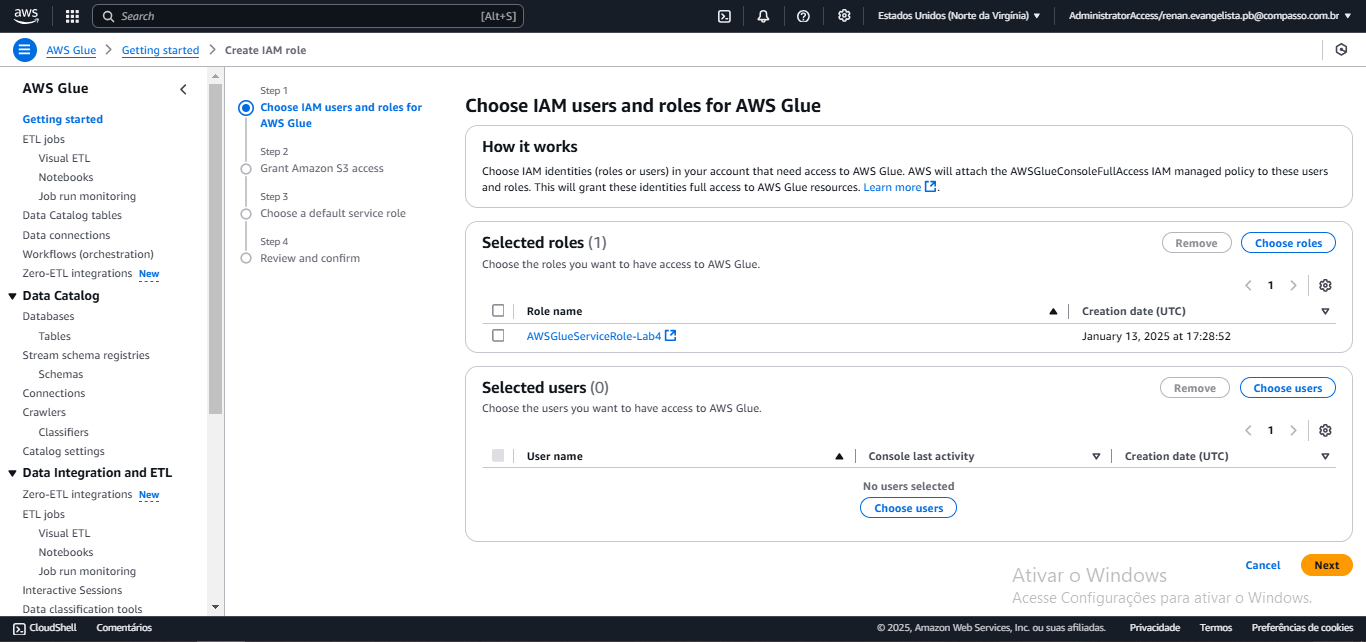 aws
Search [Alt+S]
Estados Unidos (Norte da Virgínia) ▼
AdministratorAccess/renan.evangelista.pb@compasso.com.br ▼
AWS Glue > Getting started > Create IAM role
AWS Glue
Getting started
ETL jobs
Visual ETL
Notebooks
Job run monitoring
Data Catalog tables
Data connections
Workflows (orchestration)
Zero-ETL integrations New
Data Catalog
Databases
Tables
Stream schema registries
Schemas
Connections
Crawlers
Classifiers
Catalog settings
Data Integration and ETL
Zero-ETL integrations New
ETL jobs
Visual ETL
Notebooks
Job run monitoring
Interactive Sessions
Data classification tools
Step 1
Choose IAM users and roles for
AWS Glue
Step 2
Grant Amazon S3 access
Step 3
Choose a default service role
Step 4
Review and confirm
Choose IAM users and roles for AWS Glue
How it works
Choose IAM identities (roles or users) in your account that need access to AWS Glue. AWS will attach the AWSGlueConsoleFullAccess IAM managed policy to these users
and roles. This will grant these identities full access to AWS Glue resources. Learn more.
Selected roles (1)
Remove
Choose roles
Choose the roles you want to have access to AWS Glue.
1
Role name
Creation date (UTC)
AWSGlueServiceRole-Lab4
January 13, 2025 at 17:28:52
Selected users (0)
Remove
Choose users
Choose the users you want to have access to AWS Glue.
1
User name
Console last activity
Creation date (UTC)
No users selected
Choose users
Cancel
Next
Ativar o Windows
Acesse Configurações para ativar o Windows.
CloudShell
Comentários
© 2025, Amazon Web Services, Inc. ou suas afiliadas.
Privacidade
Termos
Preferências de cookies